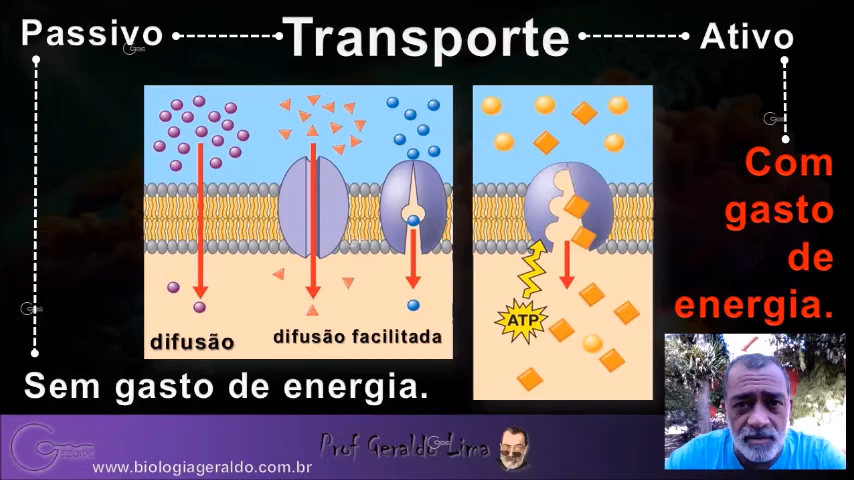 Passivo Transporte Ativo
Com
gasto
de
energia.
ATP
difusão
difusão facilitada
Sem gasto de energia.
Prof Geraldo Lima
www.biologiageraldo.com.br